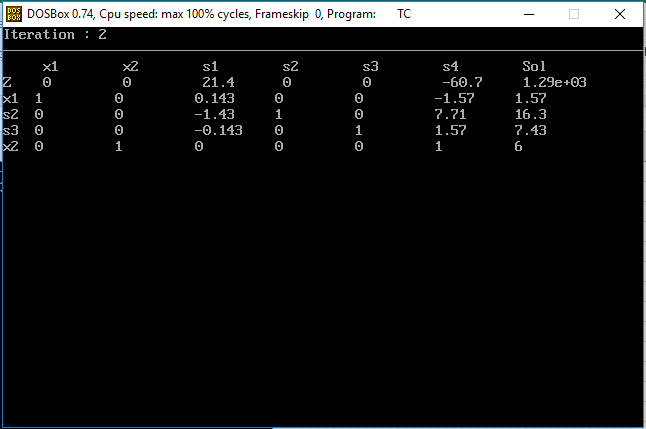 DOS BOX DOSBox 0.74, Cpu speed: max 100% cycles, Frameskip 0, Program: TC
Iteration : 2
x1 x2 s1 s2 s3 s4 Sol
Z 0 0 21.4 0 0 -60.7 1.29e+03
x1 1 0 0.143 0 0 -1.57 1.57
s2 0 0 -1.43 1 0 7.71 16.3
s3 0 0 -0.143 0 1 1.57 7.43
x2 0 1 0 0 0 1 6